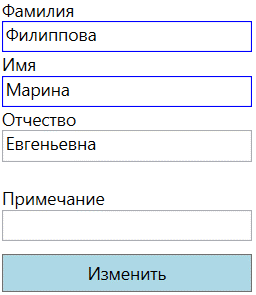 Фамилия
Филиппова
Имя
Марина
Отчество
Евгеньевна
Примечание
Изменить